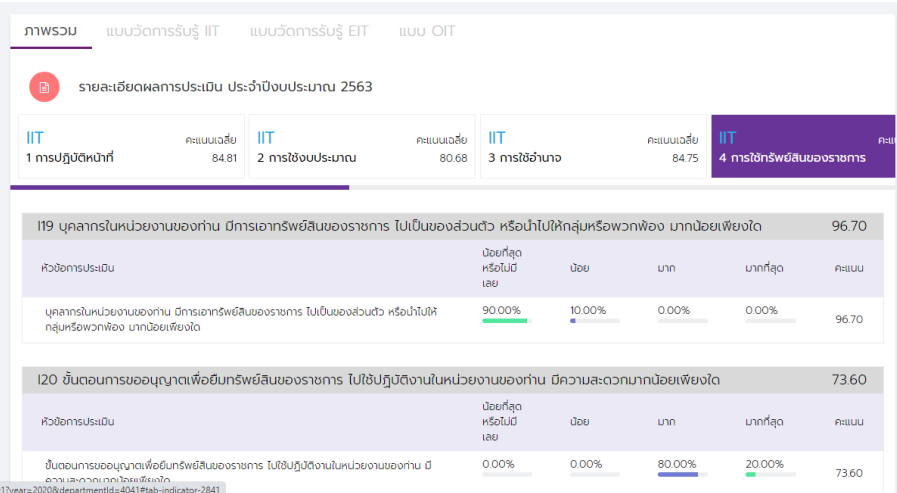 ภาพรวม แบบวัดการรับรู้ IIT แบบวัดการรับรู้ EIT แบบ OIT
รายละเอียดผลการประเมิน ประจำปีงบประมาณ 2563
IIT คะแนนเฉลี่ย IIT คะแนนเฉลี่ย IIT คะแนนเฉลี่ย IIT
1 การปฏิบัติหน้าที่ 84.81 2 การใช้งบประมาณ 80.68 3 การใช้อำนาจ 84.75 4 การใช้ทรัพย์สินของราชการ
I19 บุคลากรในหน่วยงานของท่าน มีการเอาทรัพย์สินของราชการ ไปเป็นของส่วนตัว หรือนำไปให้กลุ่มหรือพวกพ้อง มากน้อยเพียงใด 96.70
หัวข้อการประเมิน น้อยที่สุด หรือไม่มี เลย น้อย มาก มากที่สุด คะแนน
บุคลากรในหน่วยงานของท่าน มีการเอาทรัพย์สินของราชการ ไปเป็นของส่วนตัว หรือนำไปให้ 90.00% 10.00% 0.00% 0.00% 96.70
กลุ่มหรือพวกพ้อง มากน้อยเพียงใด
I20 ขั้นตอนการขออนุญาตเพื่อยืมทรัพย์สินของราชการ ไปใช้ปฏิบัติงานในหน่วยงานของท่าน มีความสะดวกมากน้อยเพียงใด 73.60
หัวข้อการประเมิน น้อยที่สุด หรือไม่มี เลย น้อย มาก มากที่สุด คะแนน
ขั้นตอนการขออนุญาตเพื่อยืมทรัพย์สินของราชการ ไปใช้ปฏิบัติงานในหน่วยงานของท่าน มี 0.00% 0.00% 80.00% 20.00% 73.60
ความสะดวกมากน้อยเพียงใด
01?year=2020&departmentId=4041#tab-indicator-2841